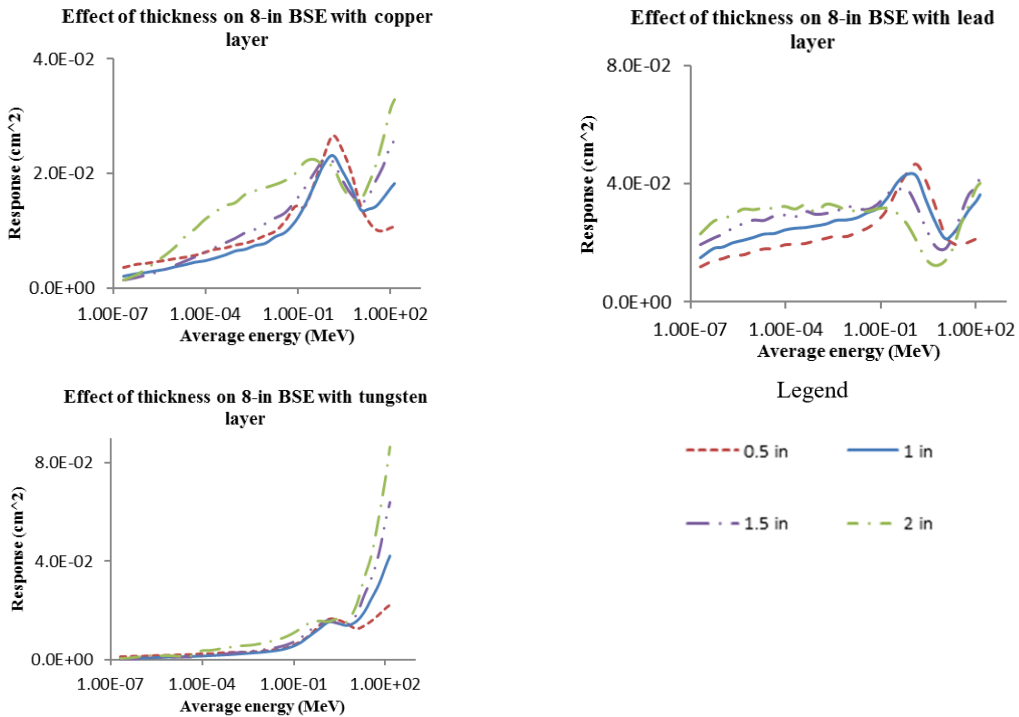 Effect of thickness on 8-in BSE with copper
layer
4.0E-02
2.0E-02
0.0E+00
Response (cm^2)
1.00E-07 1.00E-04 1.00E-01 1.00E+02
Average energy (MeV)
Effect of thickness on 8-in BSE with lead
layer
8.0E-02
4.0E-02
0.0E+00
Response (cm^2)
1.00E-07 1.00E-04 1.00E-01 1.00E+02
Average energy (MeV)
Effect of thickness on 8-in BSE with tungsten
layer
8.0E-02
4.0E-02
0.0E+00
Response (cm^2)
1.00E-07 1.00E-04 1.00E-01 1.00E+02
Average energy (MeV)
Legend
0.5 in 1 in
1.5 in 2 in